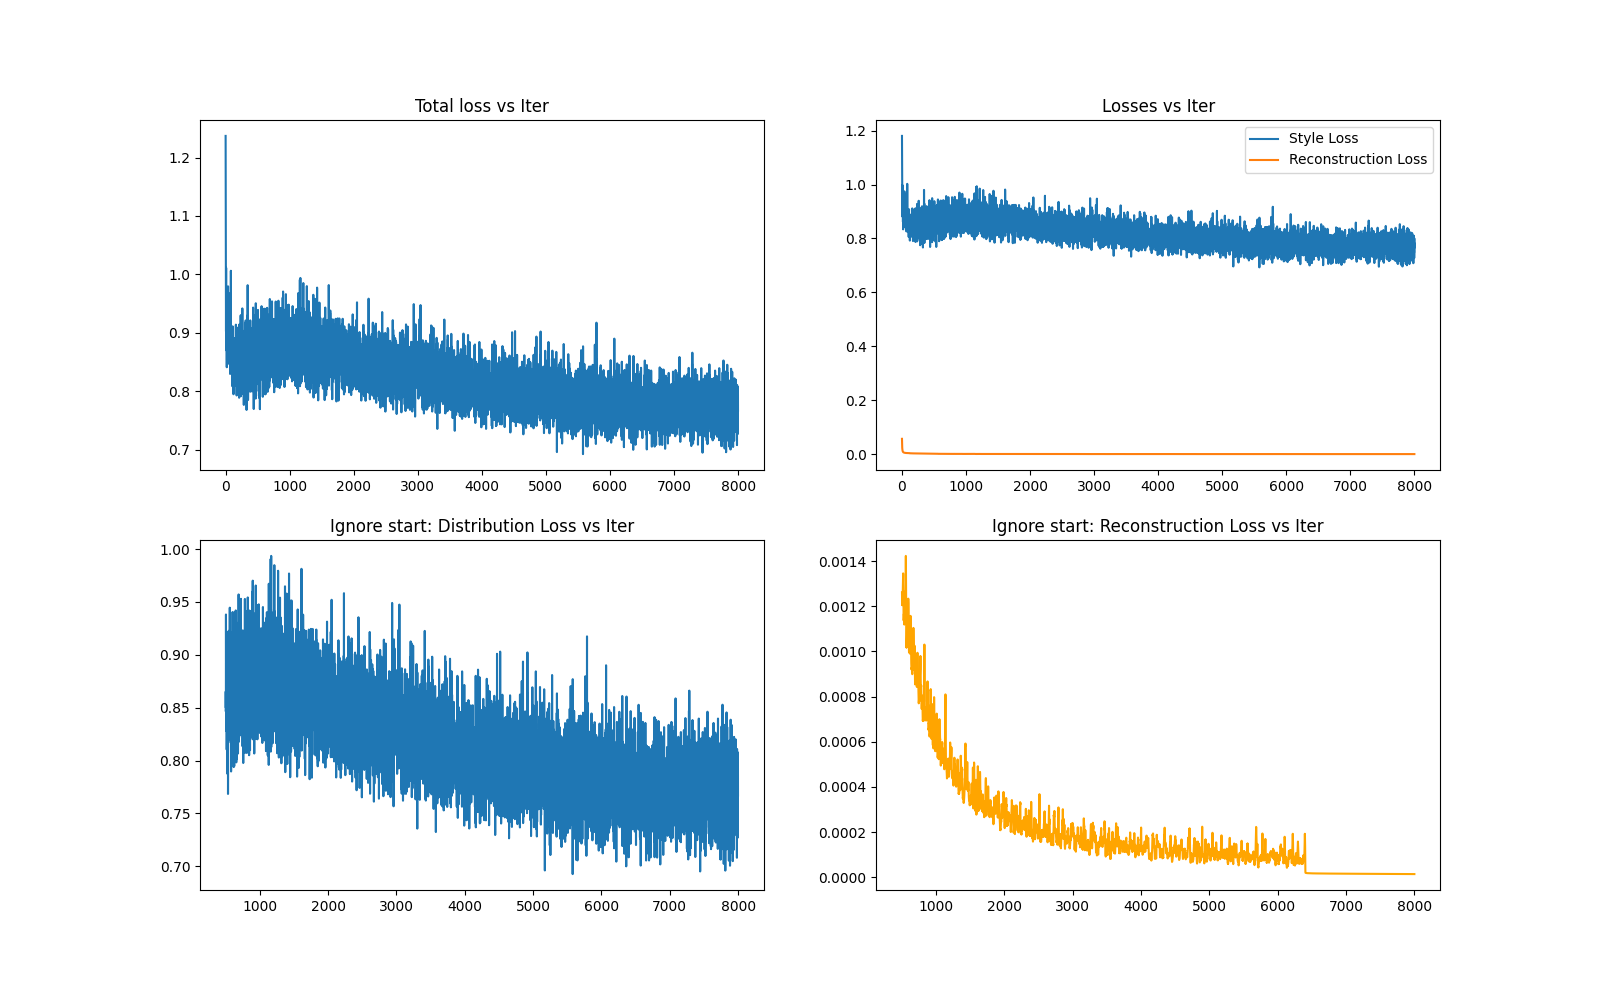 Total loss vs Iter
1.2
1.1
1.0
0.9
0.8
0.7
0 1000 2000 3000 4000 5000 6000 7000 8000
Losses vs Iter
Style Loss
Reconstruction Loss
1.2
1.0
0.8
0.6
0.4
0.2
0.0
0 1000 2000 3000 4000 5000 6000 7000 8000
Ignore start: Distribution Loss vs Iter
1.00
0.95
0.90
0.85
0.80
0.75
0.70
1000 2000 3000 4000 5000 6000 7000 8000
Ignore start: Reconstruction Loss vs Iter
0.0014
0.0012
0.0010
0.0008
0.0006
0.0004
0.0002
0.0000
1000 2000 3000 4000 5000 6000 7000 8000